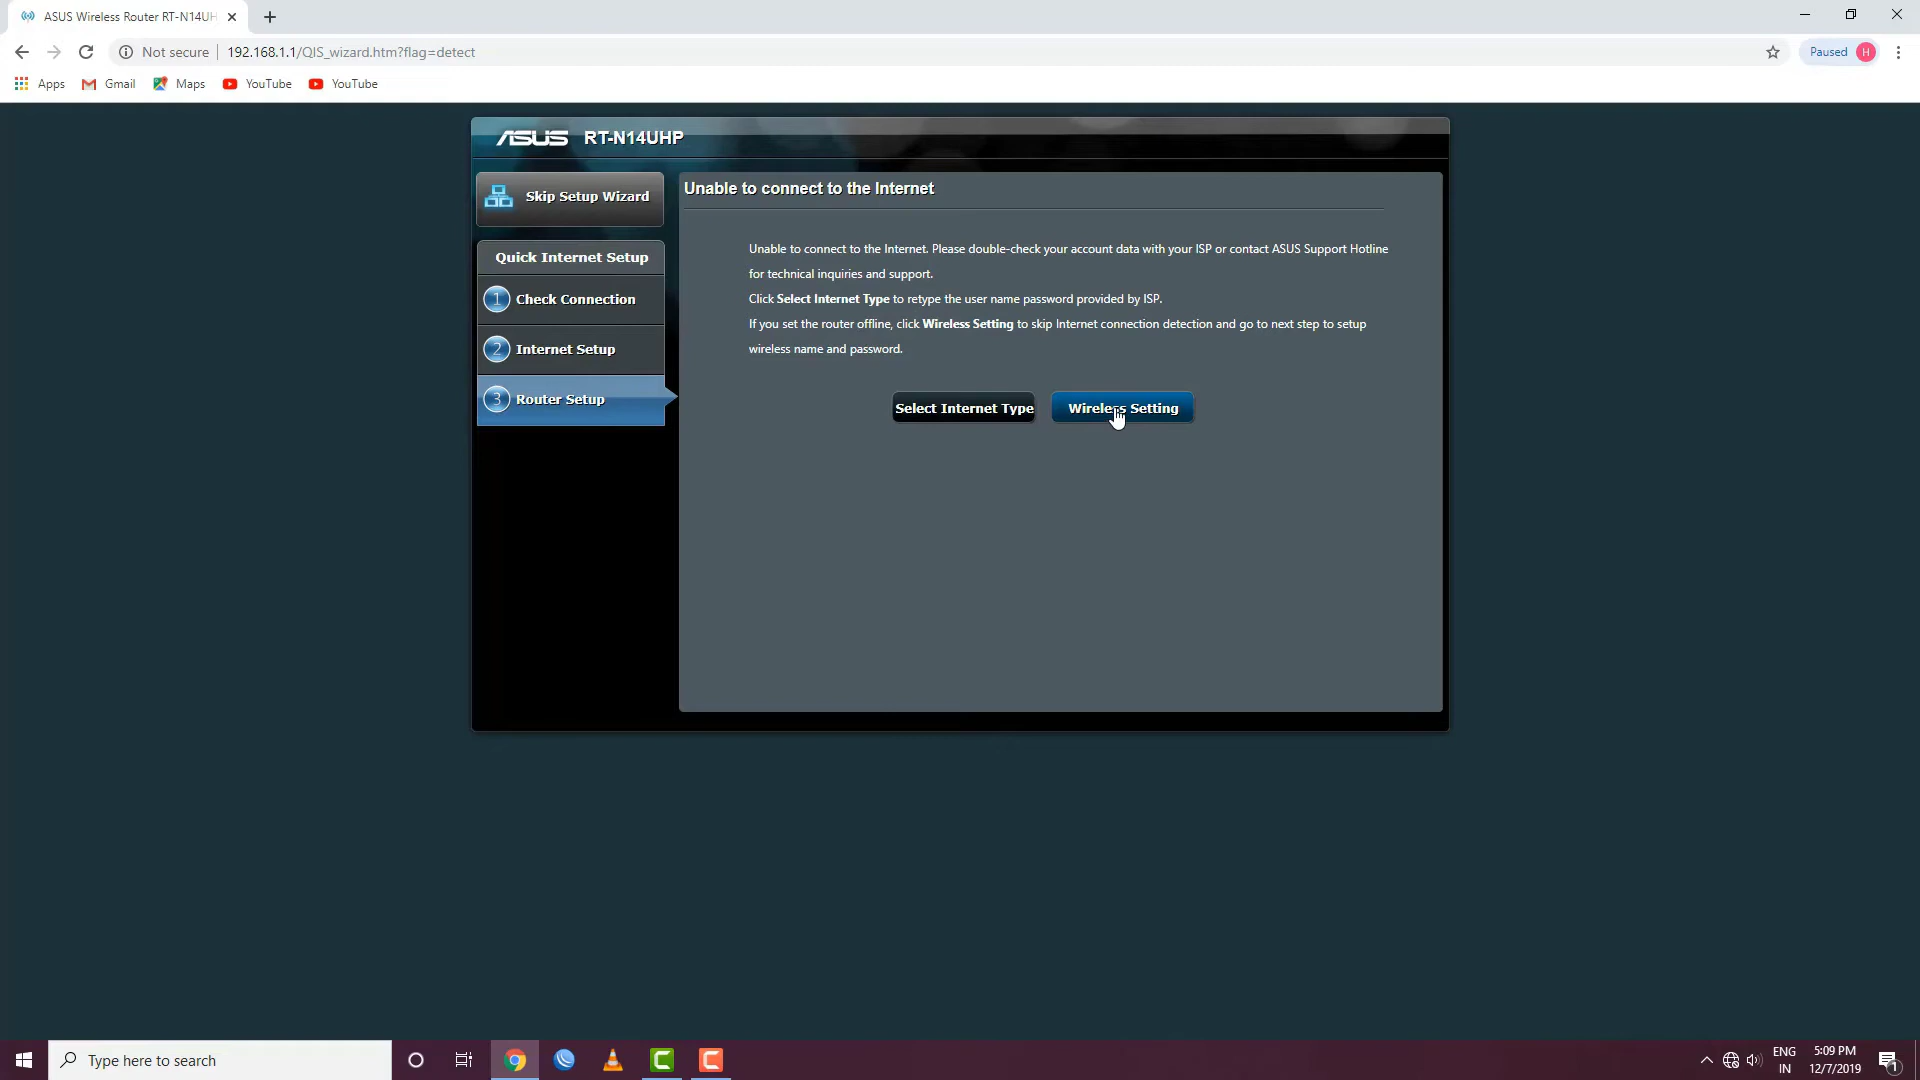 ASUS Wireless Router RT-N14UH
Not secure
192.168.1.1/QIS_wizard.htm?flag=detect
Paused
H
Apps
Gmail
Maps
YouTube
YouTube
ASUS RT-N14UHP
Skip Setup Wizard
Quick Internet Setup
1 Check Connection
2 Internet Setup
3 Router Setup
Unable to connect to the Internet
Unable to connect to the Internet. Please double-check your account data with your ISP or contact ASUS Support Hotline
for technical inquiries and support.
Click Select Internet Type to retype the user name password provided by ISP.
If you set the router offline, click Wireless Setting to skip Internet connection detection and go to next step to setup
wireless name and password.
Select Internet Type
Wireless Setting
Type here to search
ENG
IN
5:09 PM
12/7/2019
1